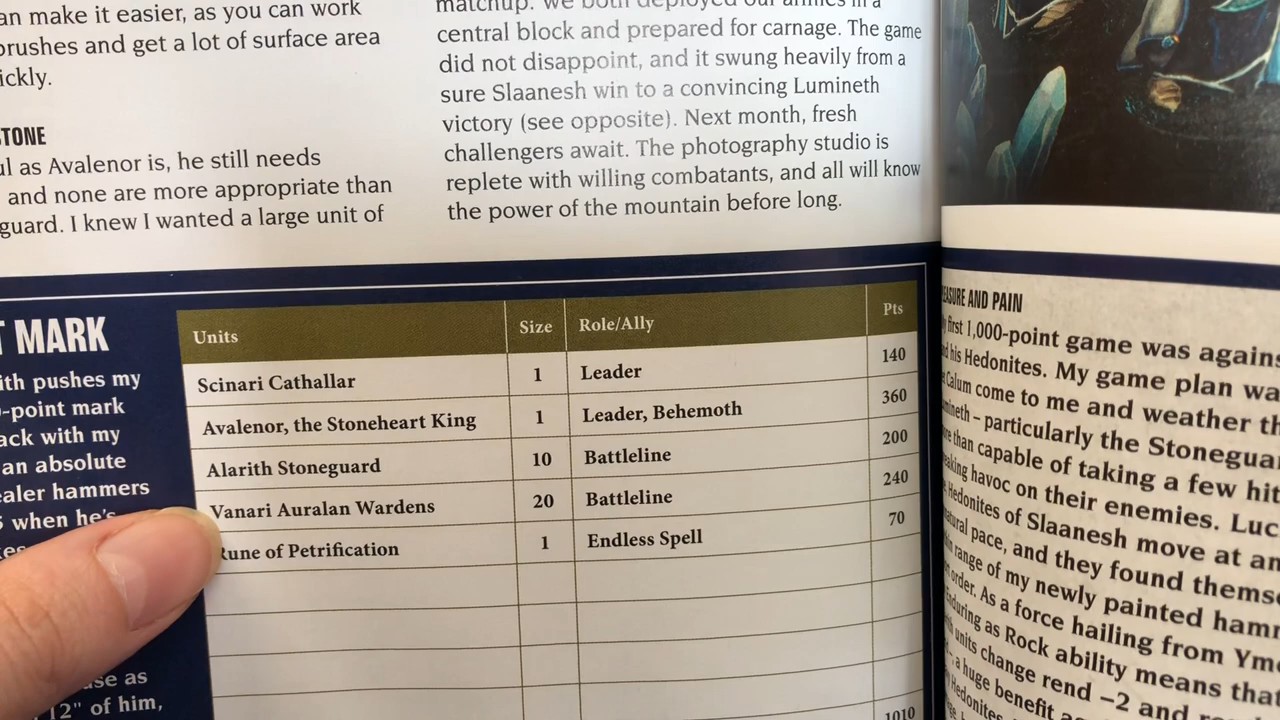 an make it easier, as you can work
brushes and get a lot of surface area
ickly.
STONE
ul as Avalenor is, he still needs
and none are more appropriate than
guard. I knew I wanted a large unit of
matchup. We both deployed our armies in a
central block and prepared for carnage. The game
did not disappoint, and it swung heavily from a
sure Slaanesh win to a convincing Lumineth
victory (see opposite). Next month, fresh
challengers await. The photography studio is
replete with willing combatants, and all will know
the power of the mountain before long.
T MARK
ith pushes my
-point mark
ack with my
an absolute
ealer hammers
when he's
use as
12" of him,
Units Size Role/Ally Pts
Scinari Cathallar 1 Leader 140
Avalenor, the Stoneheart King 1 Leader, Behemoth 360
Alarith Stoneguard 10 Battleline 200
Vanari Auralan Wardens 20 Battleline 240
Rune of Petrification 1 Endless Spell 70
1010
EASURE AND PAIN
first 1,000-point game was agains
his Hedonites. My game plan wa
Calum come to me and weather th
mineth – particularly the Stonegua
than capable of taking a few hit
eaking havoc on their enemies. Luc
Hedonites of Slaanesh move at an
natural pace, and they found thems
range of my newly painted hamm
order. As a force hailing from Yme
Enduring as Rock ability means tha
units change rend –2 and
a huge benefit
Hedonites